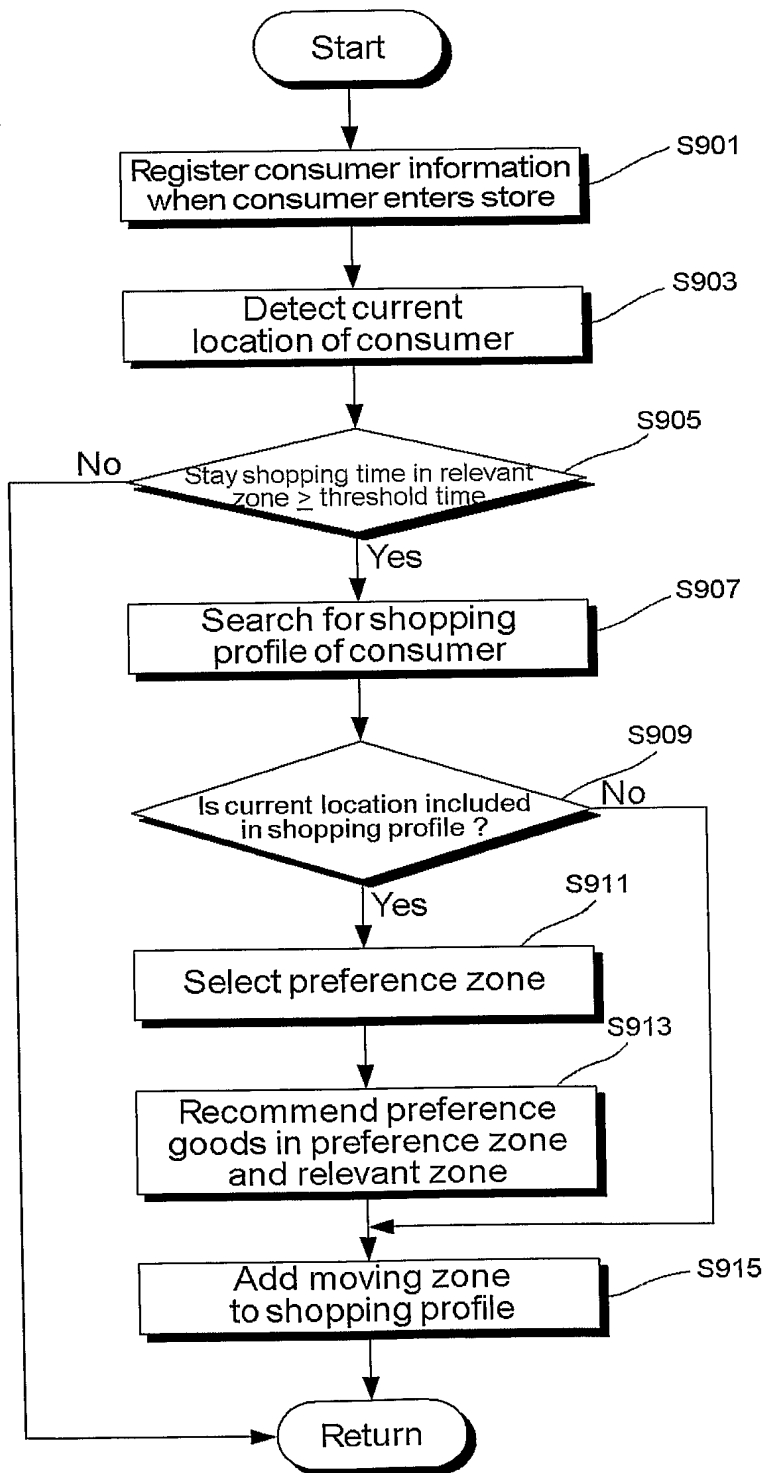 Start
Register consumer information
when consumer enters store
S901
Detect current
location of consumer
S903
Stay shopping time in relevant
zone ≥ threshold time
S905
No
Yes
Search for shopping
profile of consumer
S907
Is current location included
in shopping profile ?
S909
No
Yes
Select preference zone
S911
Recommend preference
goods in preference zone
and relevant zone
S913
Add moving zone
to shopping profile
S915
Return